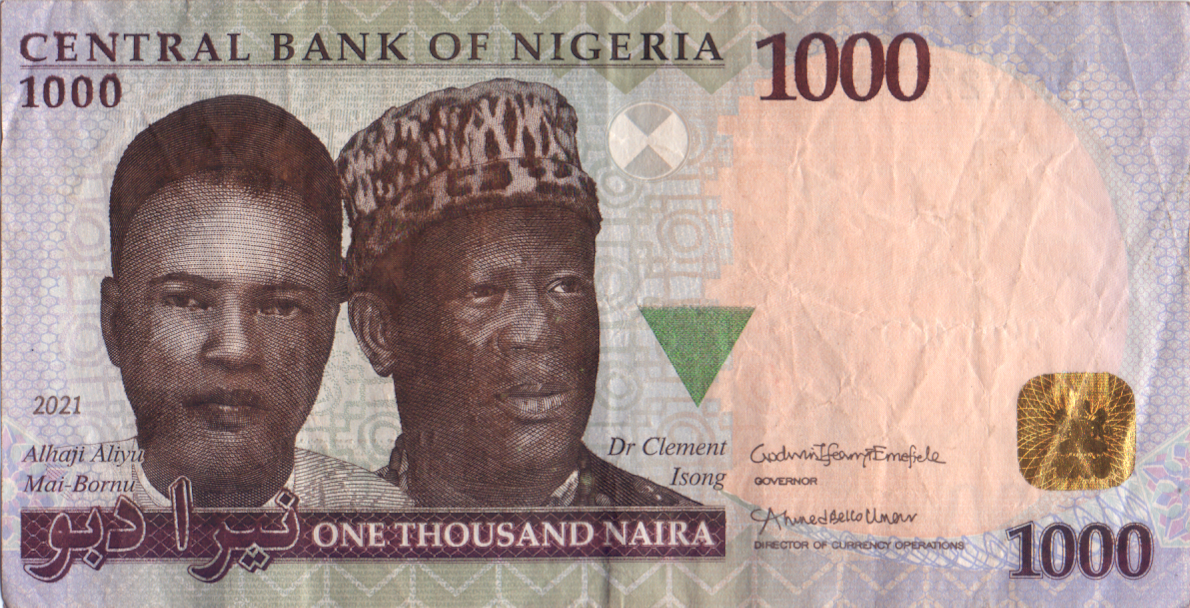 CENTRAL BANK OF NIGERIA
1000
1000
2021
Alhaji Aliyu
Mai-Bornu
Dr Clement
Isong
GodwinIfeanyiEmefiele
GOVERNOR
AhmedBelloUmar
DIRECTOR OF CURRENCY OPERATIONS
نيرا دبو
ONE THOUSAND NAIRA
1000